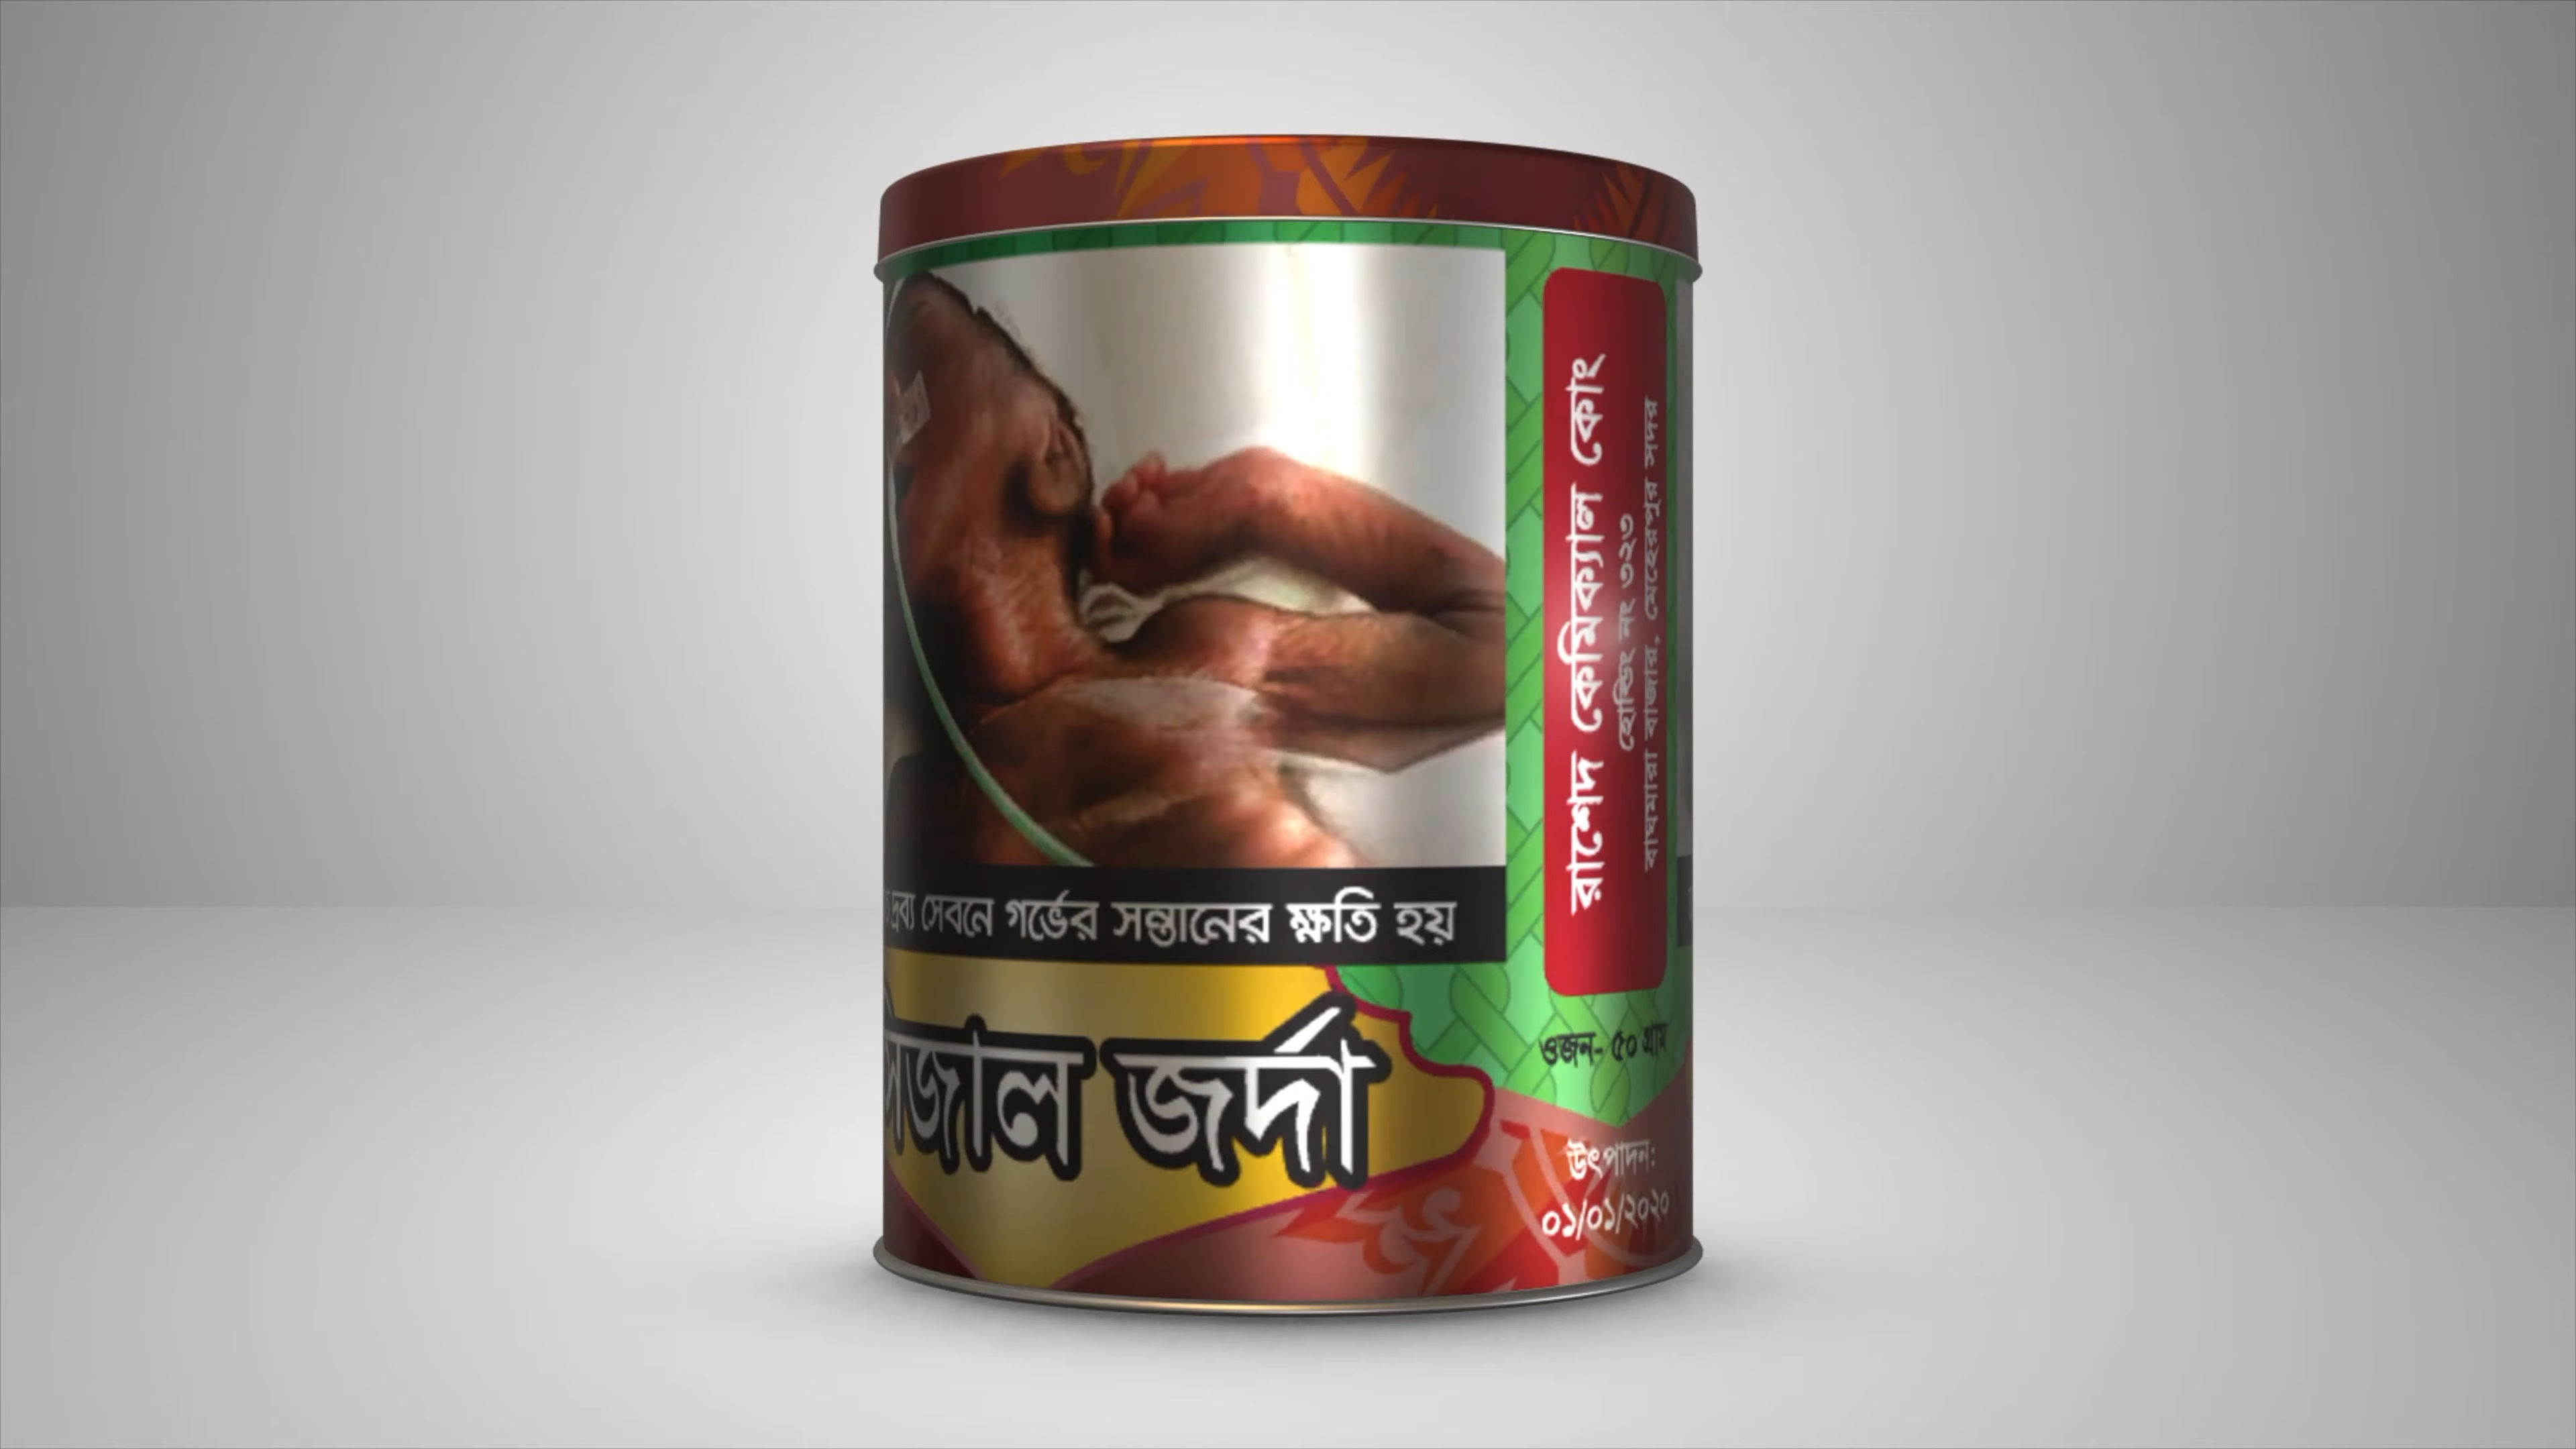 দ্রব্য সেবনে গর্ভের সন্তানের ক্ষতি হয়
জর্দা
রাশেদ কেমিক্যাল কোং
হোল্ডিং নং ৩২৩
বাঘমারা বাজার, মেহেরপুর সদর
ওজন- ৫০ গ্রাম
উৎপাদন:
০১/০১/২০২০